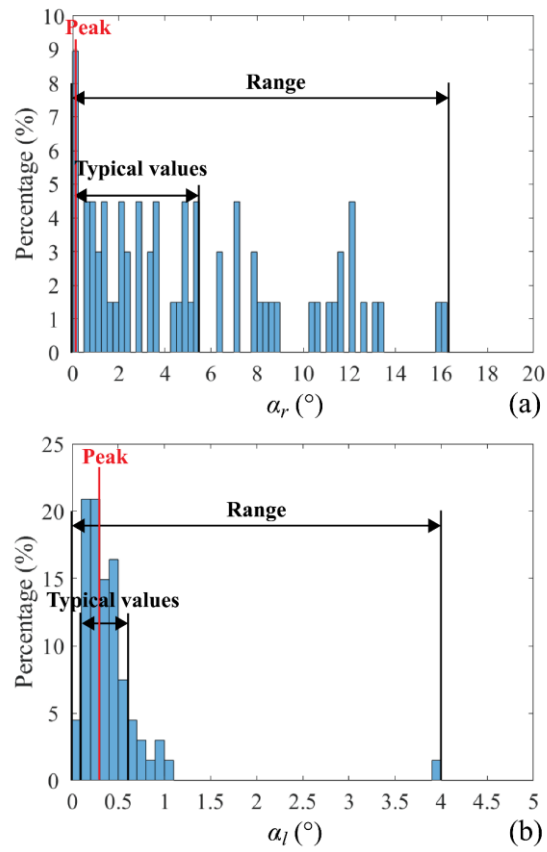 Peak
10
9
8
7
6
5
4
3
2
1
0
Percentage (%)
Range
Typical values
0 2 4 6 8 10 12 14 16 18 20
αr (°)
(a)
Peak
25
20
15
10
5
0
Percentage (%)
Range
Typical values
0 0.5 1 1.5 2 2.5 3 3.5 4 4.5 5
αl (°)
(b)